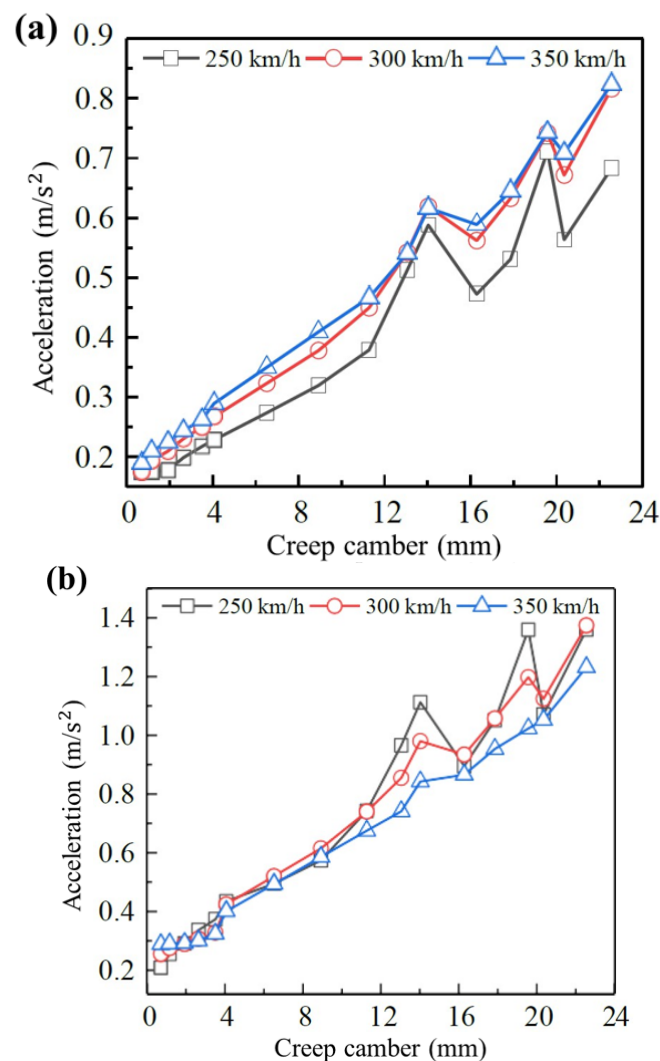 (a)
0.9
250 km/h 300 km/h 350 km/h
0.8
0.7
0.6
0.5
0.4
0.3
0.2
Acceleration (m/s²)
0 4 8 12 16 20 24
Creep camber (mm)
(b)
250 km/h 300 km/h 350 km/h
1.4
1.2
1.0
0.8
0.6
0.4
0.2
Acceleration (m/s²)
0 4 8 12 16 20 24
Creep camber (mm)